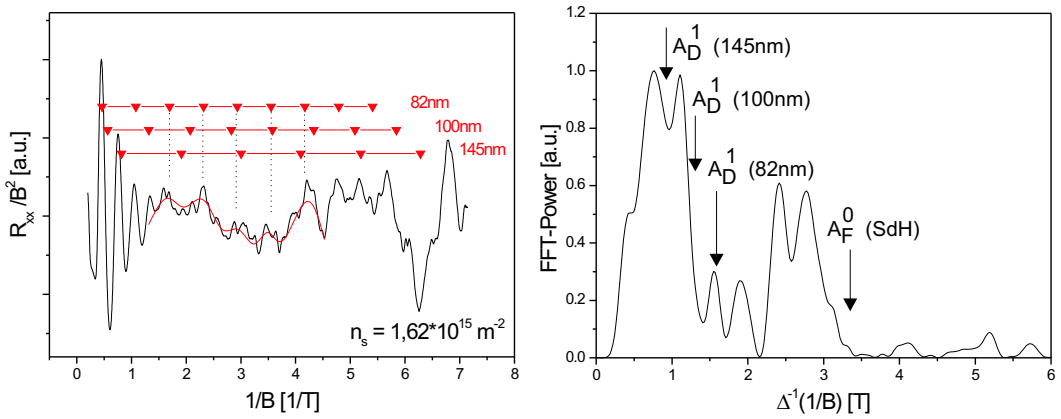 R_xx /B^2 [a.u.]
82nm
100nm
145nm
n_s = 1,62*10^15 m^-2
0 1 2 3 4 5 6 7 8
1/B [1/T]
FFT-Power [a.u.]
1.2
1.0
0.8
0.6
0.4
0.2
0.0
A_D^1 (145nm)
A_D^1 (100nm)
A_D^1 (82nm)
A_F^0 (SdH)
0 1 2 3 4 5 6
Δ^-1(1/B) [T]